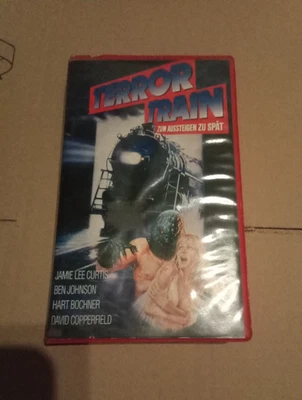 TERROR
TRAIN
ZUM AUSSTEIGEN ZU SPÄT
JAMIE LEE CURTIS
BEN JOHNSON
HART BOCHNER
DAVID COPPERFIELD